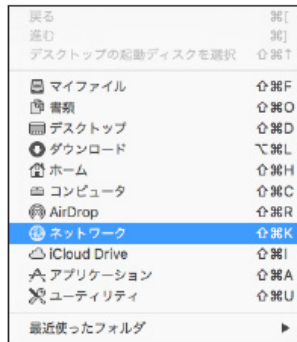 戻る ⌘[
進む ⌘]
デスクトップの起動ディスクを選択 ⇧⌘↑
マイファイル ⇧⌘F
書類 ⇧⌘O
デスクトップ ⇧⌘D
ダウンロード ⌥⌘L
ホーム ⇧⌘H
コンピュータ ⇧⌘C
AirDrop ⇧⌘R
ネットワーク ⇧⌘K
iCloud Drive ⇧⌘I
アプリケーション ⇧⌘A
ユーティリティ ⇧⌘U
最近使ったフォルダ ▶